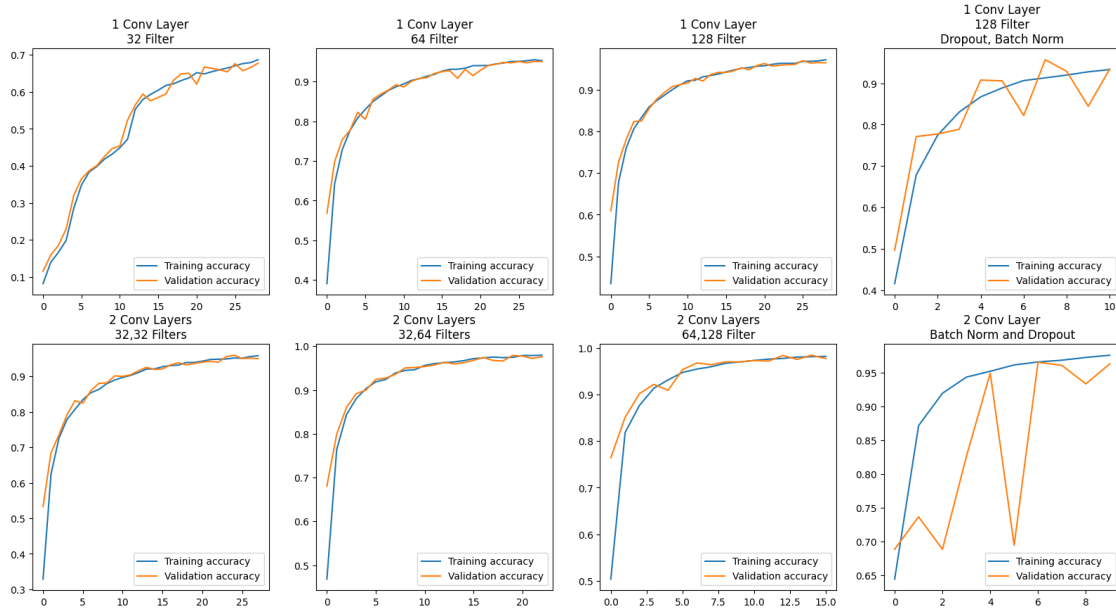 1 Conv Layer
32 Filter
0.7
0.6
0.5
0.4
0.3
0.2
0.1
Training accuracy
Validation accuracy
0 5 10 15 20 25
1 Conv Layer
64 Filter
0.9
0.8
0.7
0.6
0.5
0.4
Training accuracy
Validation accuracy
0 5 10 15 20 25
1 Conv Layer
128 Filter
0.9
0.8
0.7
0.6
0.5
Training accuracy
Validation accuracy
0 5 10 15 20 25
1 Conv Layer
128 Filter
Dropout, Batch Norm
0.9
0.8
0.7
0.6
0.5
0.4
Training accuracy
Validation accuracy
0 2 4 6 8 10
2 Conv Layers
32,32 Filters
0.9
0.8
0.7
0.6
0.5
0.4
0.3
Training accuracy
Validation accuracy
0 5 10 15 20 25
2 Conv Layers
32,64 Filters
1.0
0.9
0.8
0.7
0.6
0.5
Training accuracy
Validation accuracy
0 5 10 15 20
2 Conv Layers
64,128 Filter
1.0
0.9
0.8
0.7
0.6
0.5
Training accuracy
Validation accuracy
0.0 2.5 5.0 7.5 10.0 12.5 15.0
2 Conv Layer
Batch Norm and Dropout
0.95
0.90
0.85
0.80
0.75
0.70
0.65
Training accuracy
Validation accuracy
0 2 4 6 8